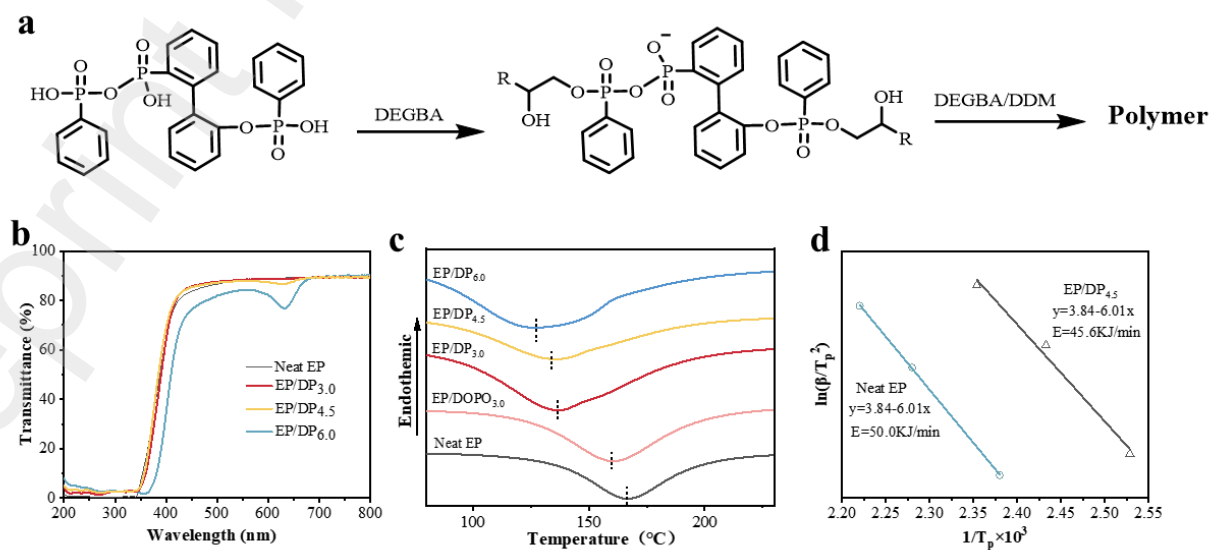 eprint
a
O
O
P
P
HO
O
OH
O
P
OH
O
DEGBA
R
OH
O
O
P
O
O⁻
P
O
O
P
O
O
OH
R
DEGBA/DDM
Polymer
b
100
80
60
40
20
0
Transmittance (%)
Neat EP
EP/DP3.0
EP/DP4.5
EP/DP6.0
200 300 400 500 600 700 800
Wavelength (nm)
c
Endothemic
EP/DP6.0
EP/DP4.5
EP/DP3.0
EP/DOPO3.0
Neat EP
100 150 200
Temperature (°C)
d
ln(β/Tp²)
EP/DP4.5
y=3.84-6.01x
E=45.6KJ/min
Neat EP
y=3.84-6.01x
E=50.0KJ/min
2.20 2.25 2.30 2.35 2.40 2.45 2.50 2.55
1/Tp×10³